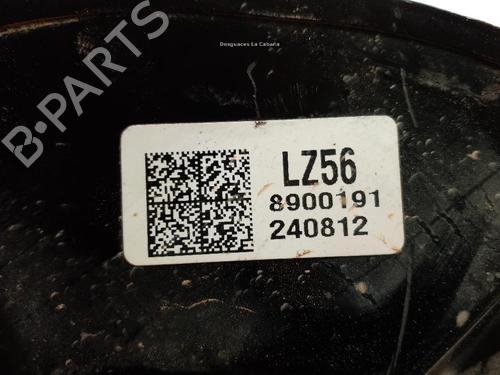 Desguaces La Cabaña
B-PARTS
LZ56
8900191
240812